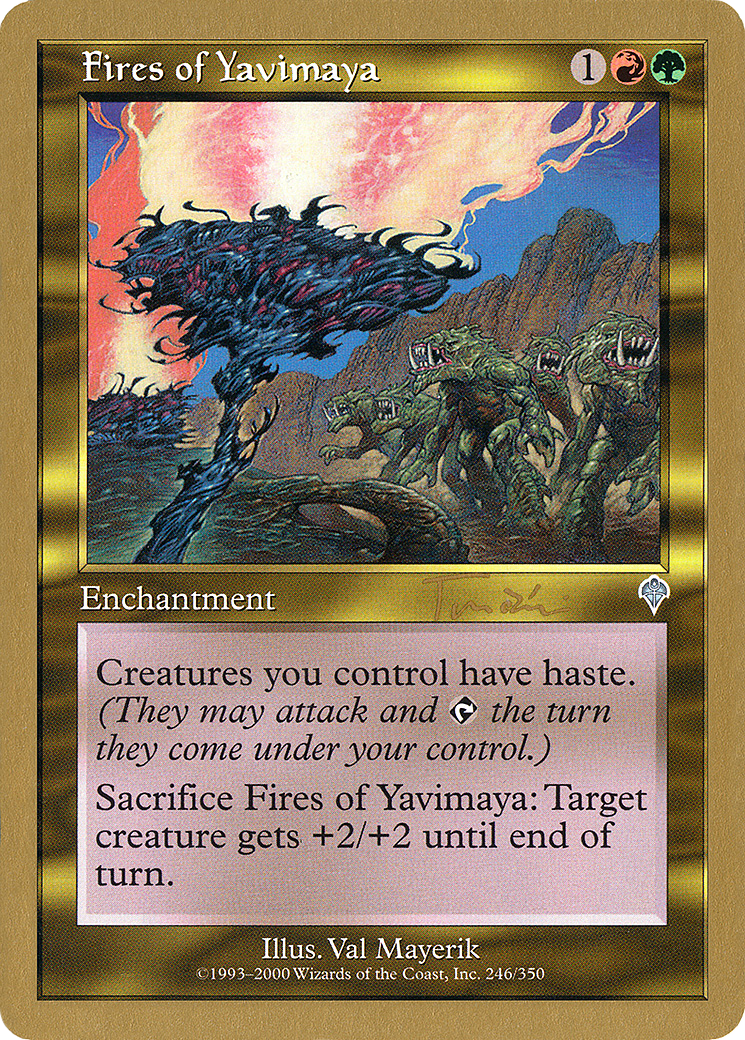 Fires of Yavimaya 1
Enchantment
Creatures you control have haste.
(They may attack and the turn
they come under your control.)
Sacrifice Fires of Yavimaya: Target
creature gets +2/+2 until end of
turn.
Illus. Val Mayerik
©1993–2000 Wizards of the Coast, Inc. 246/350